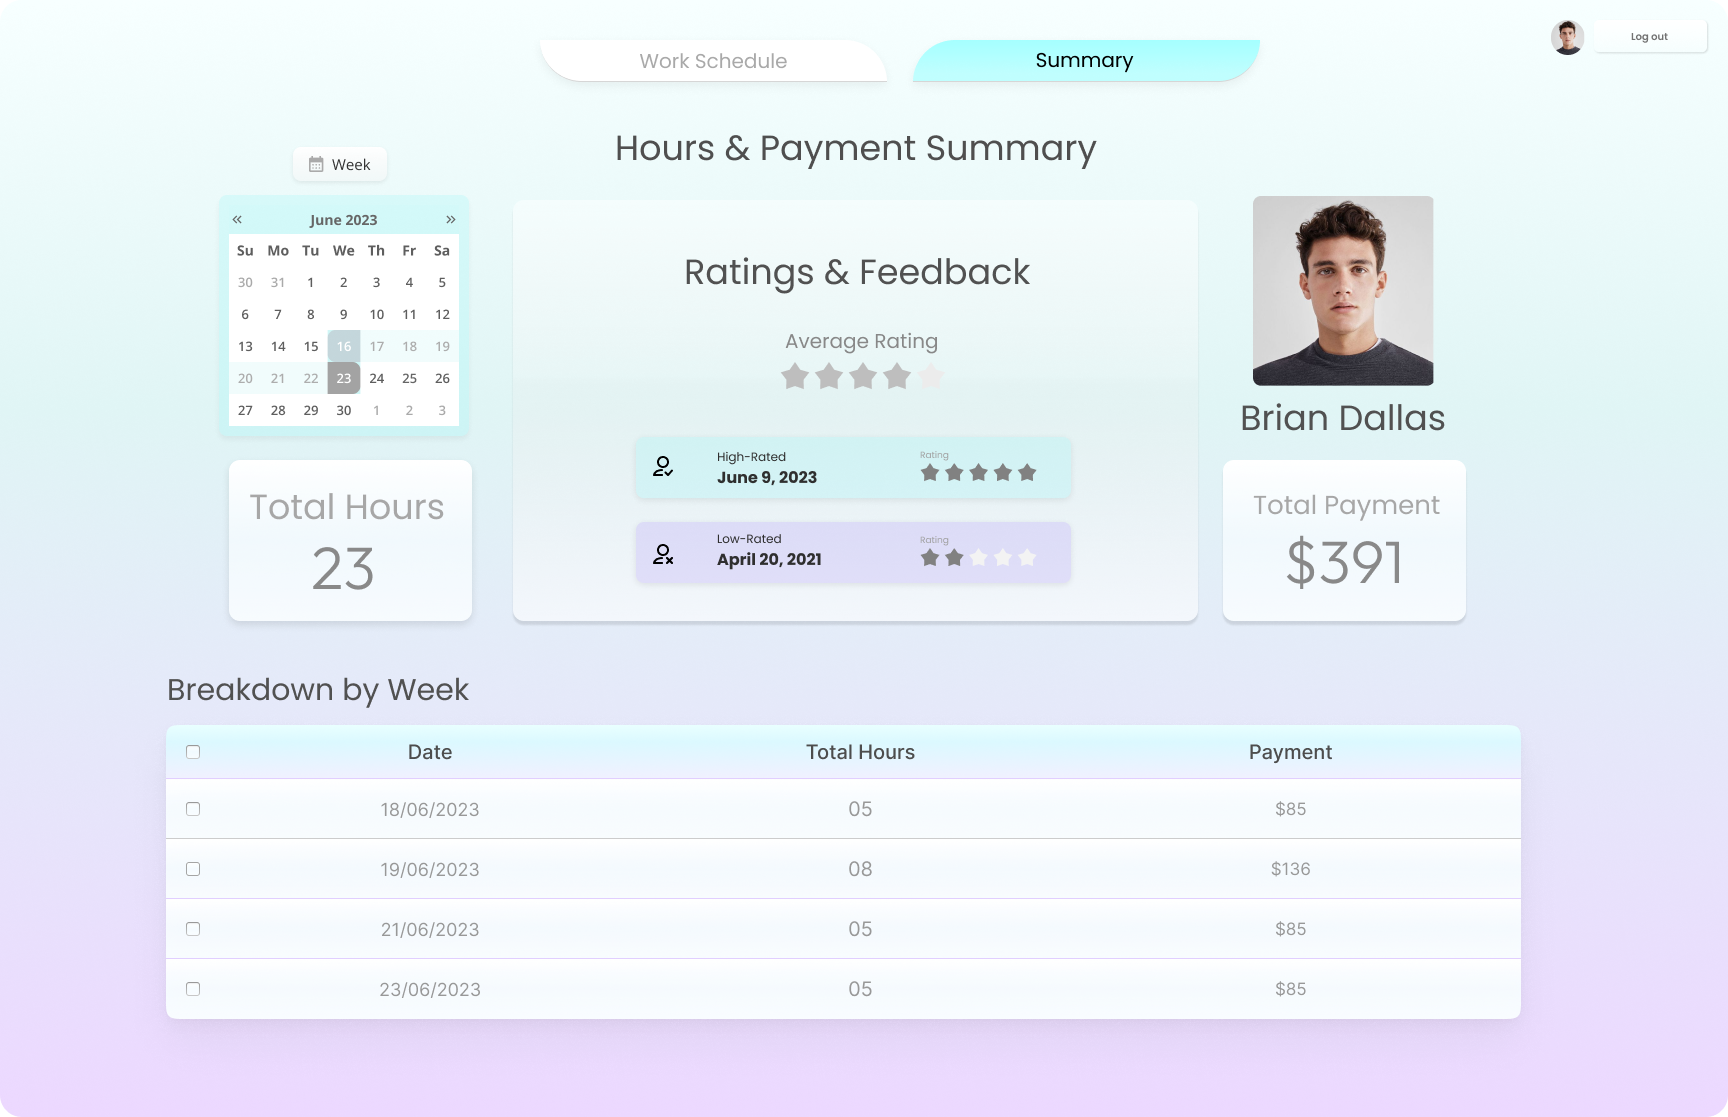 Work Schedule
Summary
Log out
Hours & Payment Summary
Week
« June 2023 »
Su Mo Tu We Th Fr Sa
30 31 1 2 3 4 5
6 7 8 9 10 11 12
13 14 15 16 17 18 19
20 21 22 23 24 25 26
27 28 29 30 1 2 3
Total Hours
23
Ratings & Feedback
Average Rating
High-Rated
June 9, 2023
Rating
Low-Rated
April 20, 2021
Rating
Brian Dallas
Total Payment
$391
Breakdown by Week
Date Total Hours Payment
18/06/2023 05 $85
19/06/2023 08 $136
21/06/2023 05 $85
23/06/2023 05 $85